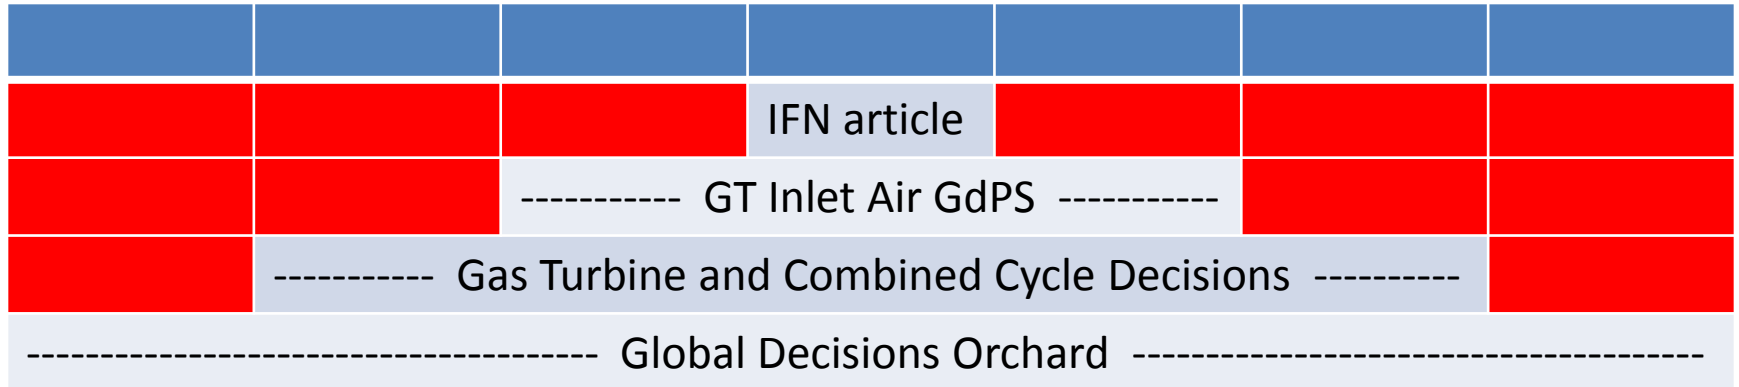 IFN article
----------- GT Inlet Air GdPS -----------
----------- Gas Turbine and Combined Cycle Decisions ----------
--------------------------------------- Global Decisions Orchard ---------------------------------------